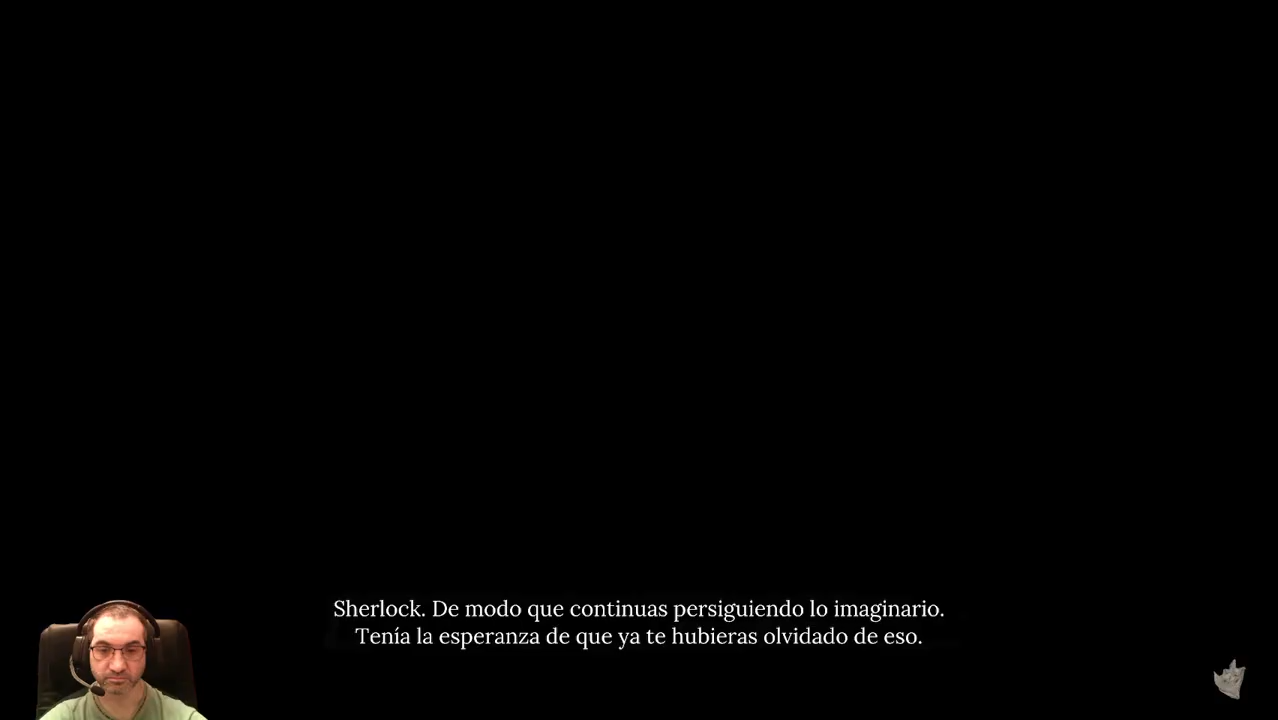 Sherlock. De modo que continuas persiguiendo lo imaginario.
Tenía la esperanza de que ya te hubieras olvidado de eso.